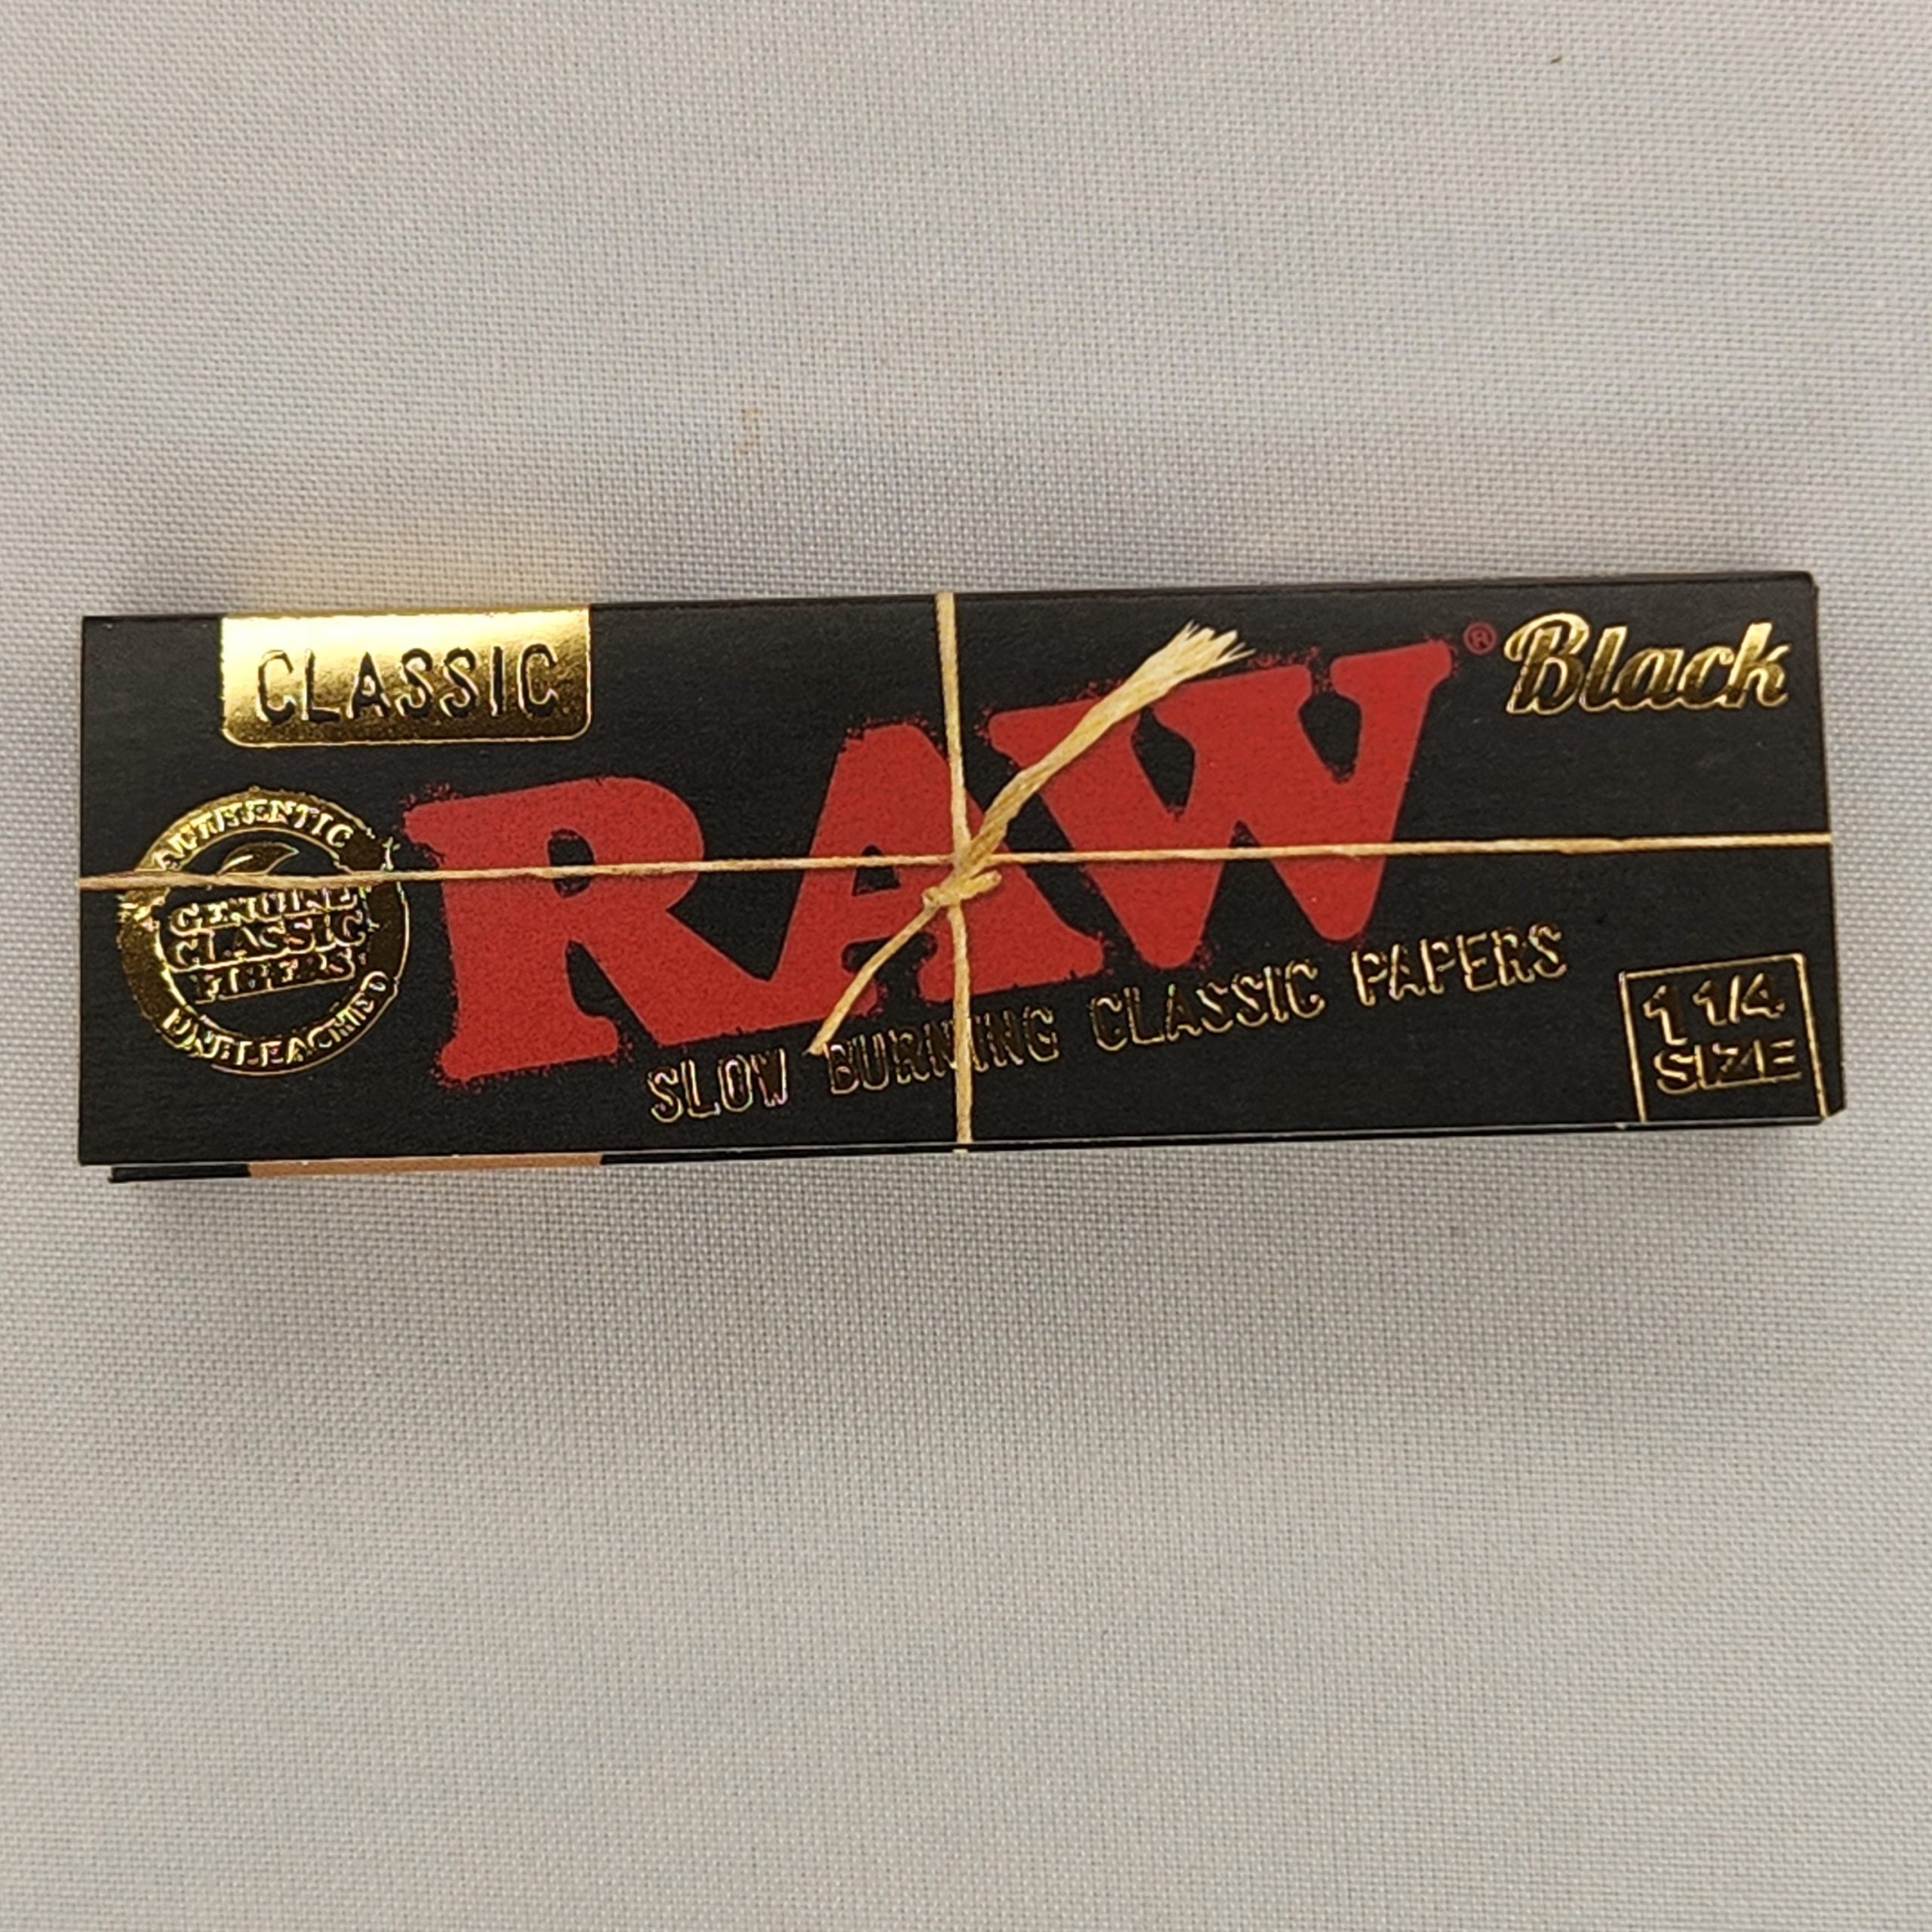 CLASSIC
RAW®
Black
AUTHENTIC
GENUINE
CLASSIC
FIBERS
UNBLEACHED
SLOW BURNING CLASSIC PAPERS
1 1/4
SIZE